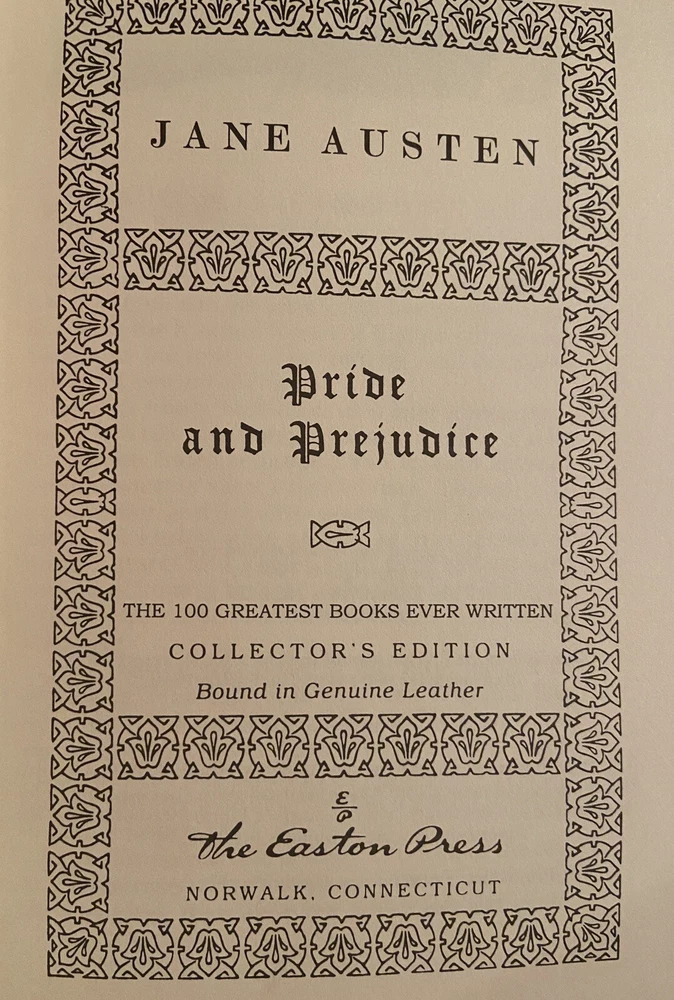 JANE AUSTEN
Pride
and Prejudice
THE 100 GREATEST BOOKS EVER WRITTEN
COLLECTOR'S EDITION
Bound in Genuine Leather
E
P
The Easton Press
NORWALK, CONNECTICUT